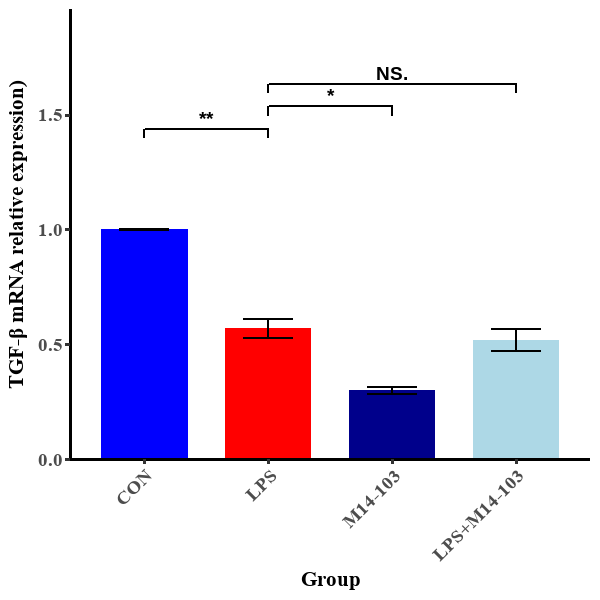 NS.
*
**
TGF-β mRNA relative expression)
1.5
1.0
0.5
0.0
CON
LPS
M14-103
LPS+M14-103
Group